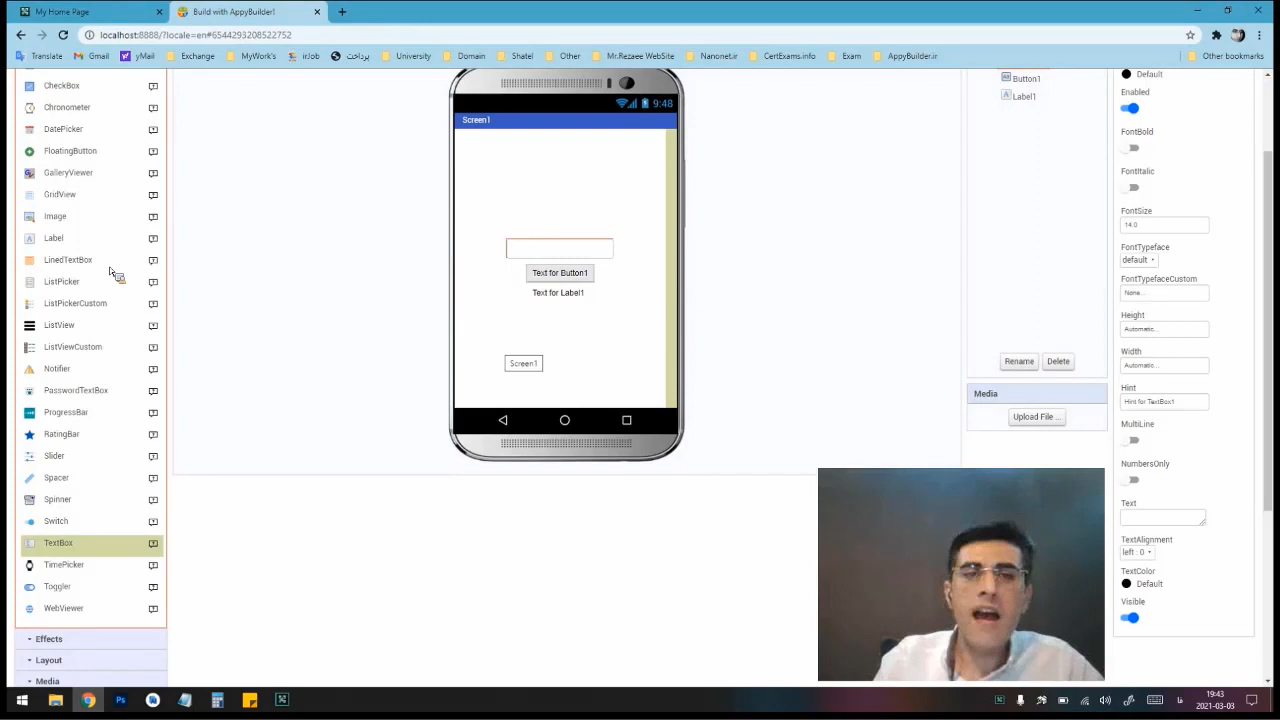 My Home Page
Build with AppyBuilder!
localhost:8888/?locale=en#6544293208522752
Translate
Gmail
yMail
Exchange
MyWork's
irJob
پرداخت
University
Domain
Shatel
Other
Mr.Rezaee WebSite
Nanonet.ir
CertExams.info
Exam
AppyBuilder.ir
Other bookmarks
CheckBox
Chronometer
DatePicker
FloatingButton
GalleryViewer
GridView
Image
Label
LinedTextBox
ListPicker
ListPickerCustom
ListView
ListViewCustom
Notifier
PasswordTextBox
ProgressBar
RatingBar
Slider
Spacer
Spinner
Switch
TextBox
TimePicker
Toggler
WebViewer
Effects
Layout
Media
9:48
Screen1
Text for Button1
Text for Label1
Screen1
Button1
Label1
Rename
Delete
Media
Upload File ...
Default
Enabled
FontBold
FontItalic
FontSize
14.0
FontTypeface
default
FontTypefaceCustom
None...
Height
Automatic...
Width
Automatic...
Hint
Hint for TextBox1
MultiLine
NumbersOnly
Text
TextAlignment
left : 0
TextColor
Default
Visible
19:43
2021-03-03